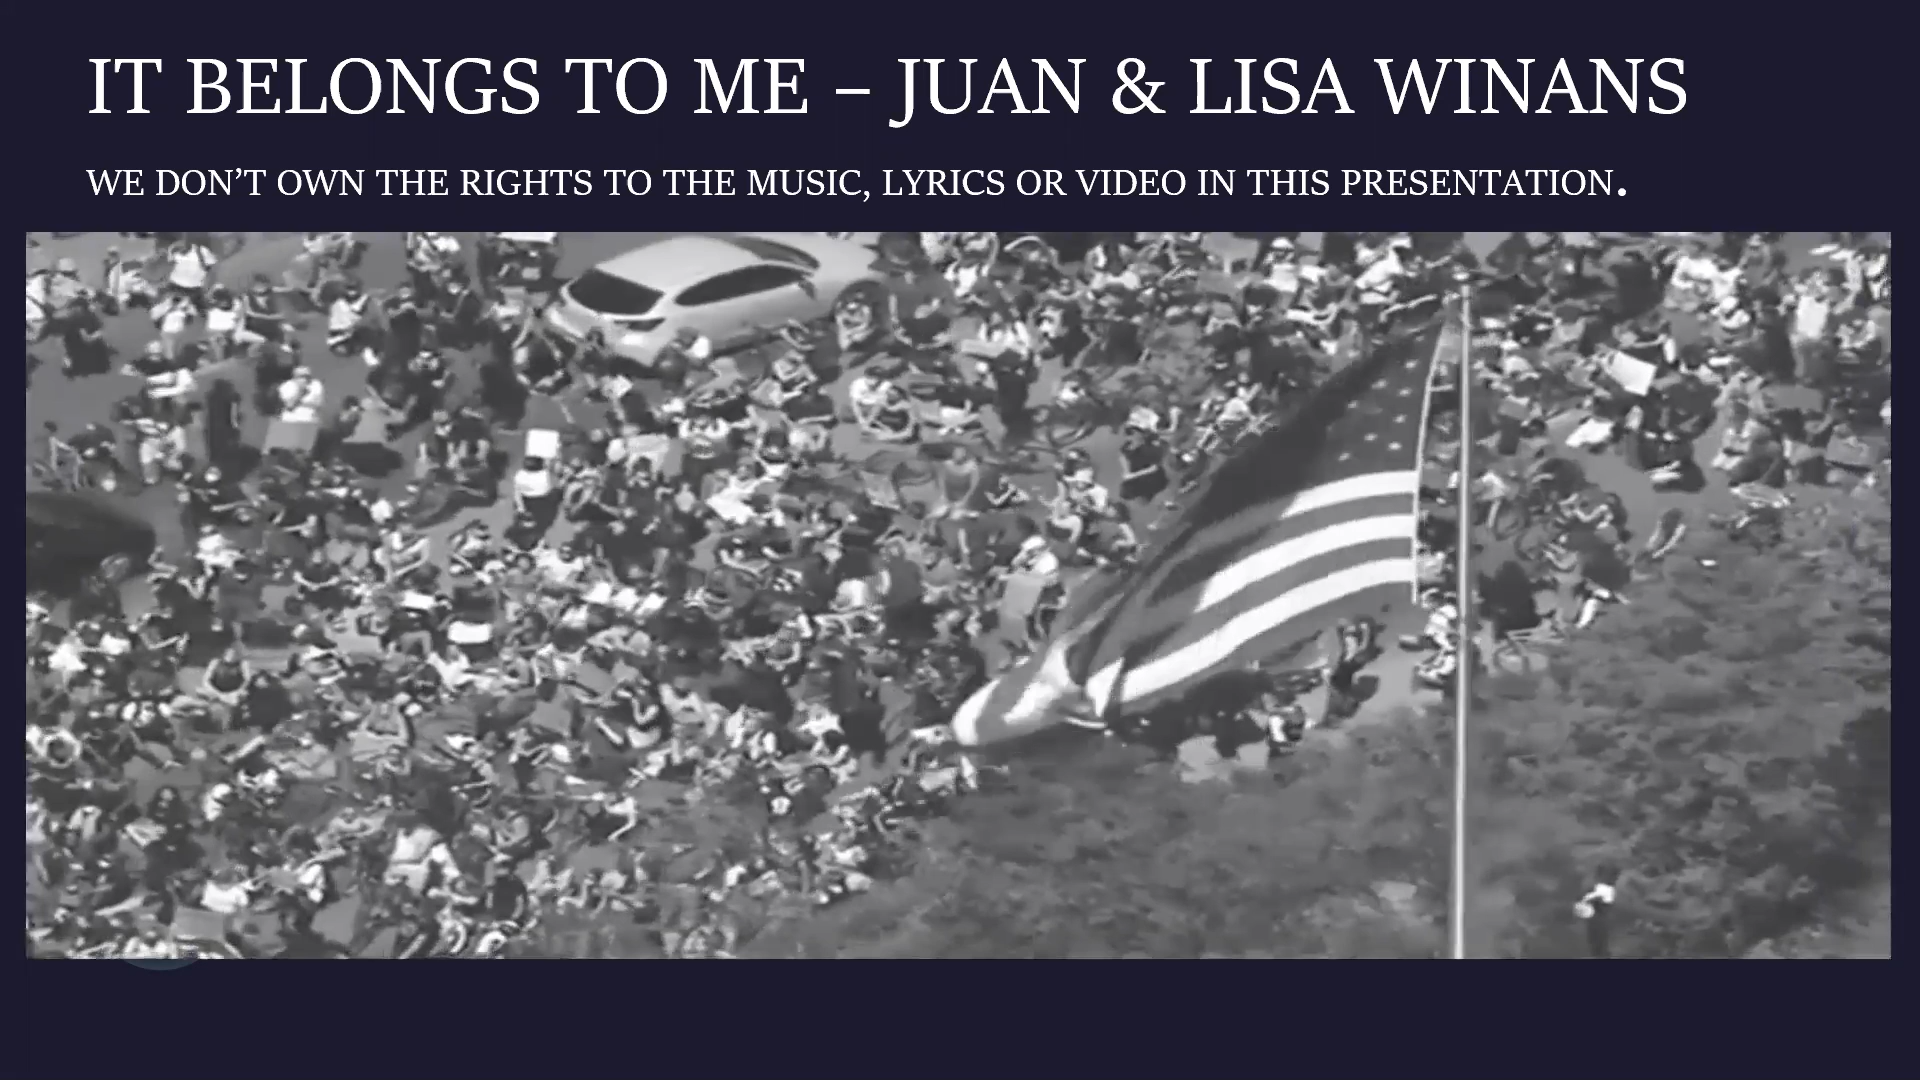 IT BELONGS TO ME – JUAN & LISA WINANS
WE DON’T OWN THE RIGHTS TO THE MUSIC, LYRICS OR VIDEO IN THIS PRESENTATION.